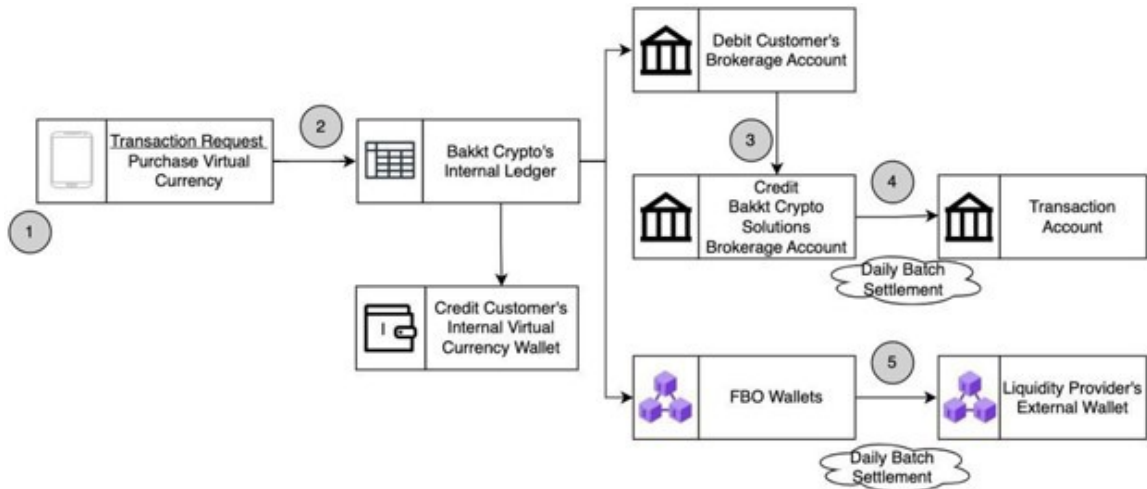 Debit Customer's
Brokerage Account
2
Transaction Request
Purchase Virtual
Currency
1
Bakkt Crypto's
Internal Ledger
3
Credit
Bakkt Crypto
Solutions
Brokerage Account
4
Transaction
Account
Daily Batch
Settlement
Credit Customer's
Internal Virtual
Currency Wallet
FBO Wallets
5
Liquidity Provider's
External Wallet
Daily Batch
Settlement